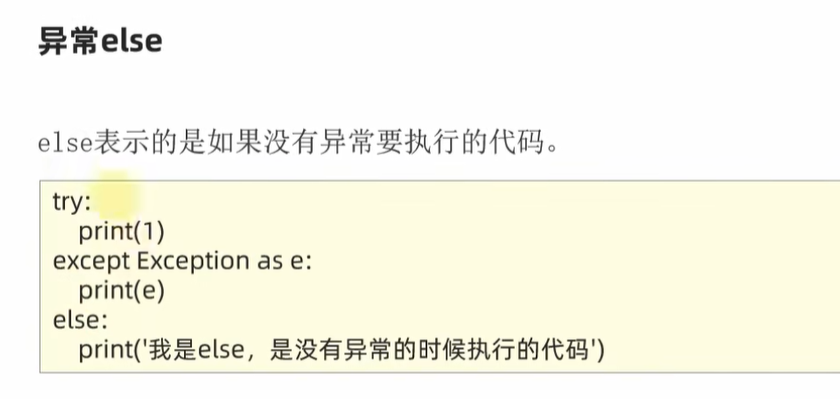 异常else
else表示的是如果没有异常要执行的代码。
try:
    print(1)
except Exception as e:
    print(e)
else:
    print('我是else，是没有异常的时候执行的代码')